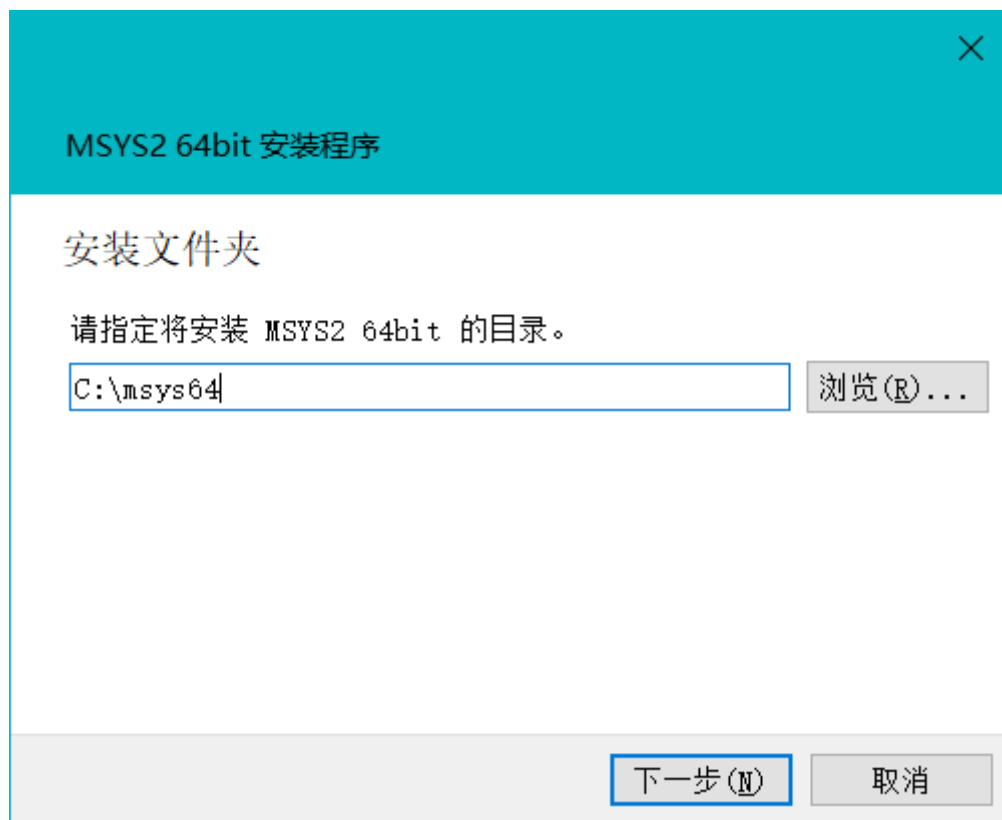 MSYS2 64bit 安装程序
安装文件夹
请指定将安装 MSYS2 64bit 的目录。
C:\msys64
浏览(R)...
下一步(N)
取消